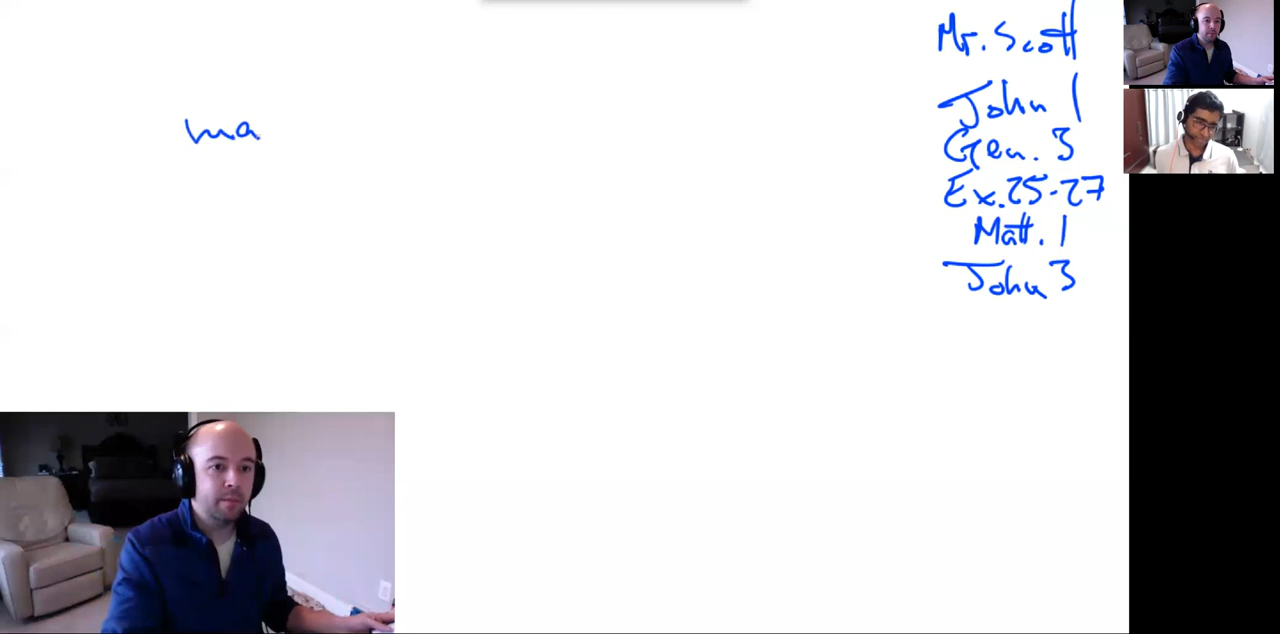 ma
Mr. Scott
John 1
Gen. 3
Ex. 25-27
Matt. 1
John 3